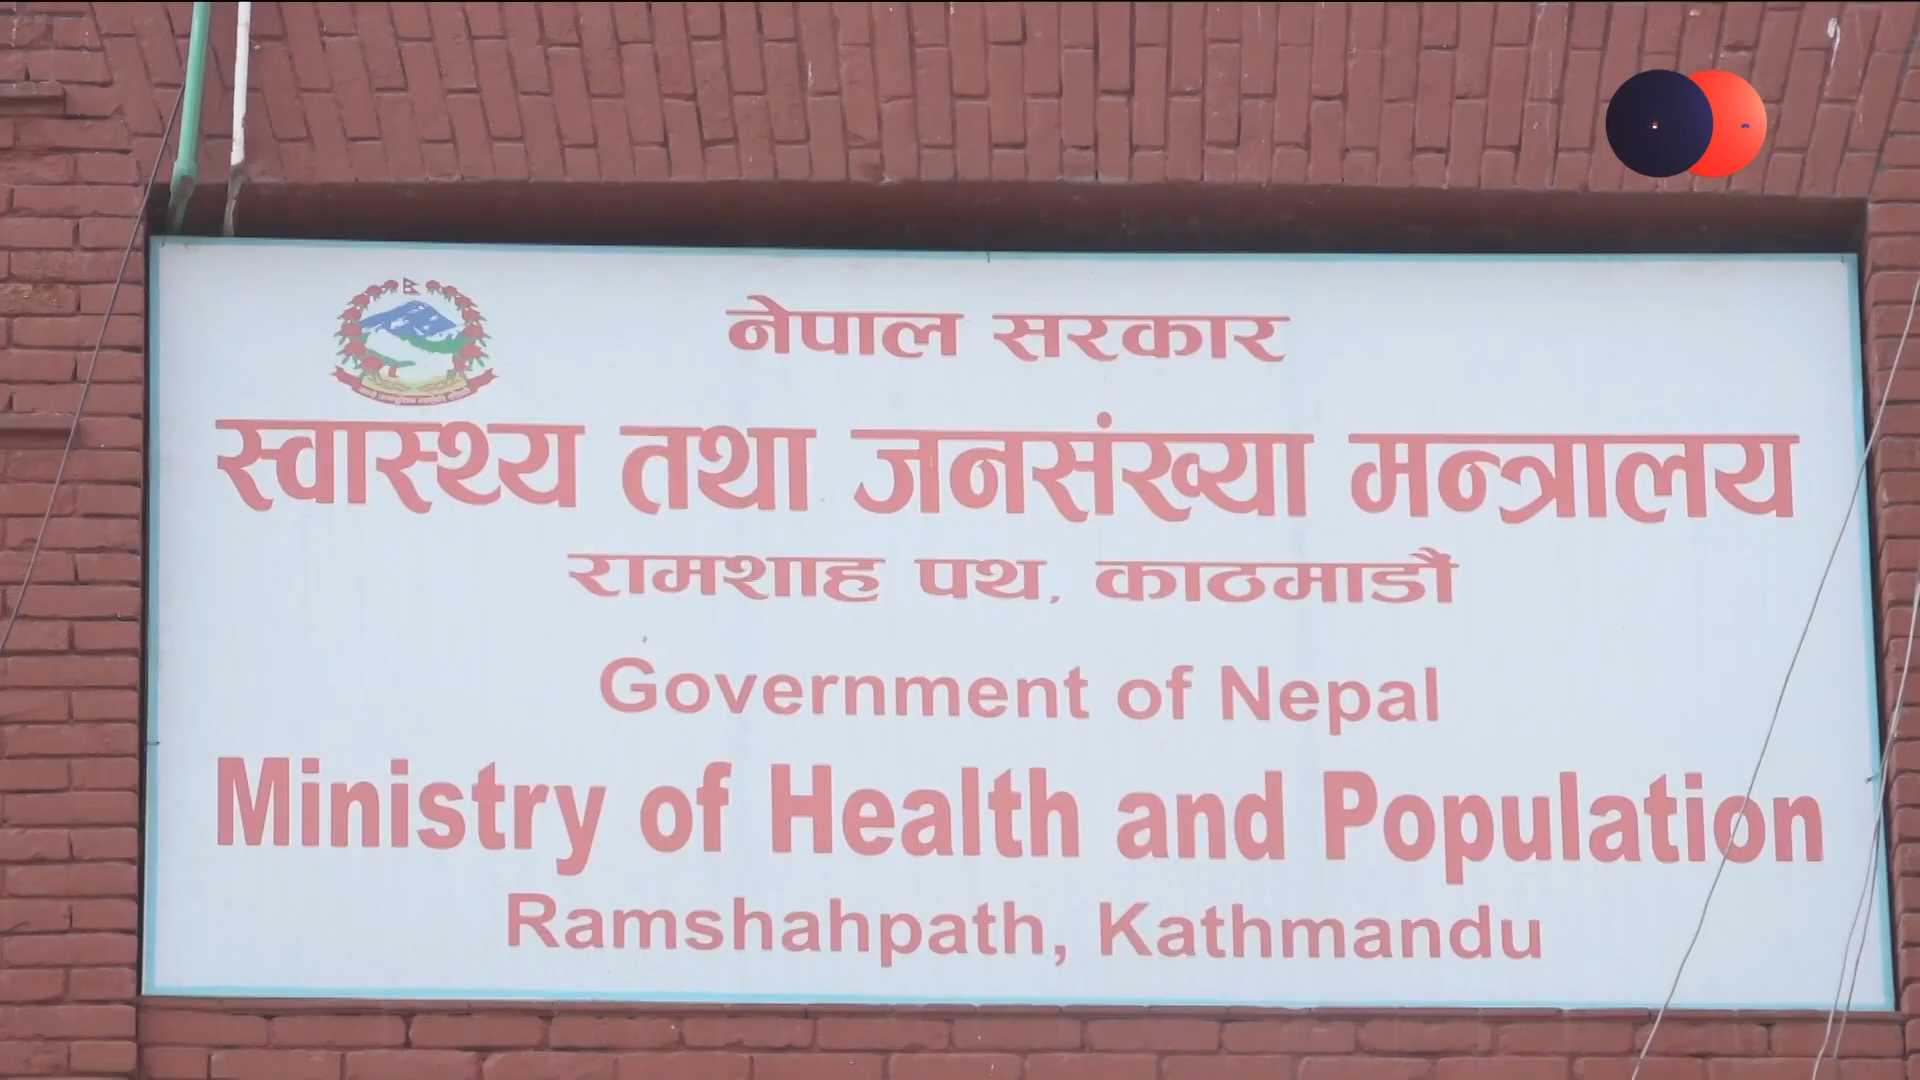 नेपाल सरकार
स्वास्थ्य तथा जनसंख्या मन्त्रालय
रामशाह पथ, काठमाडौं
Government of Nepal
Ministry of Health and Population
Ramshahpath, Kathmandu